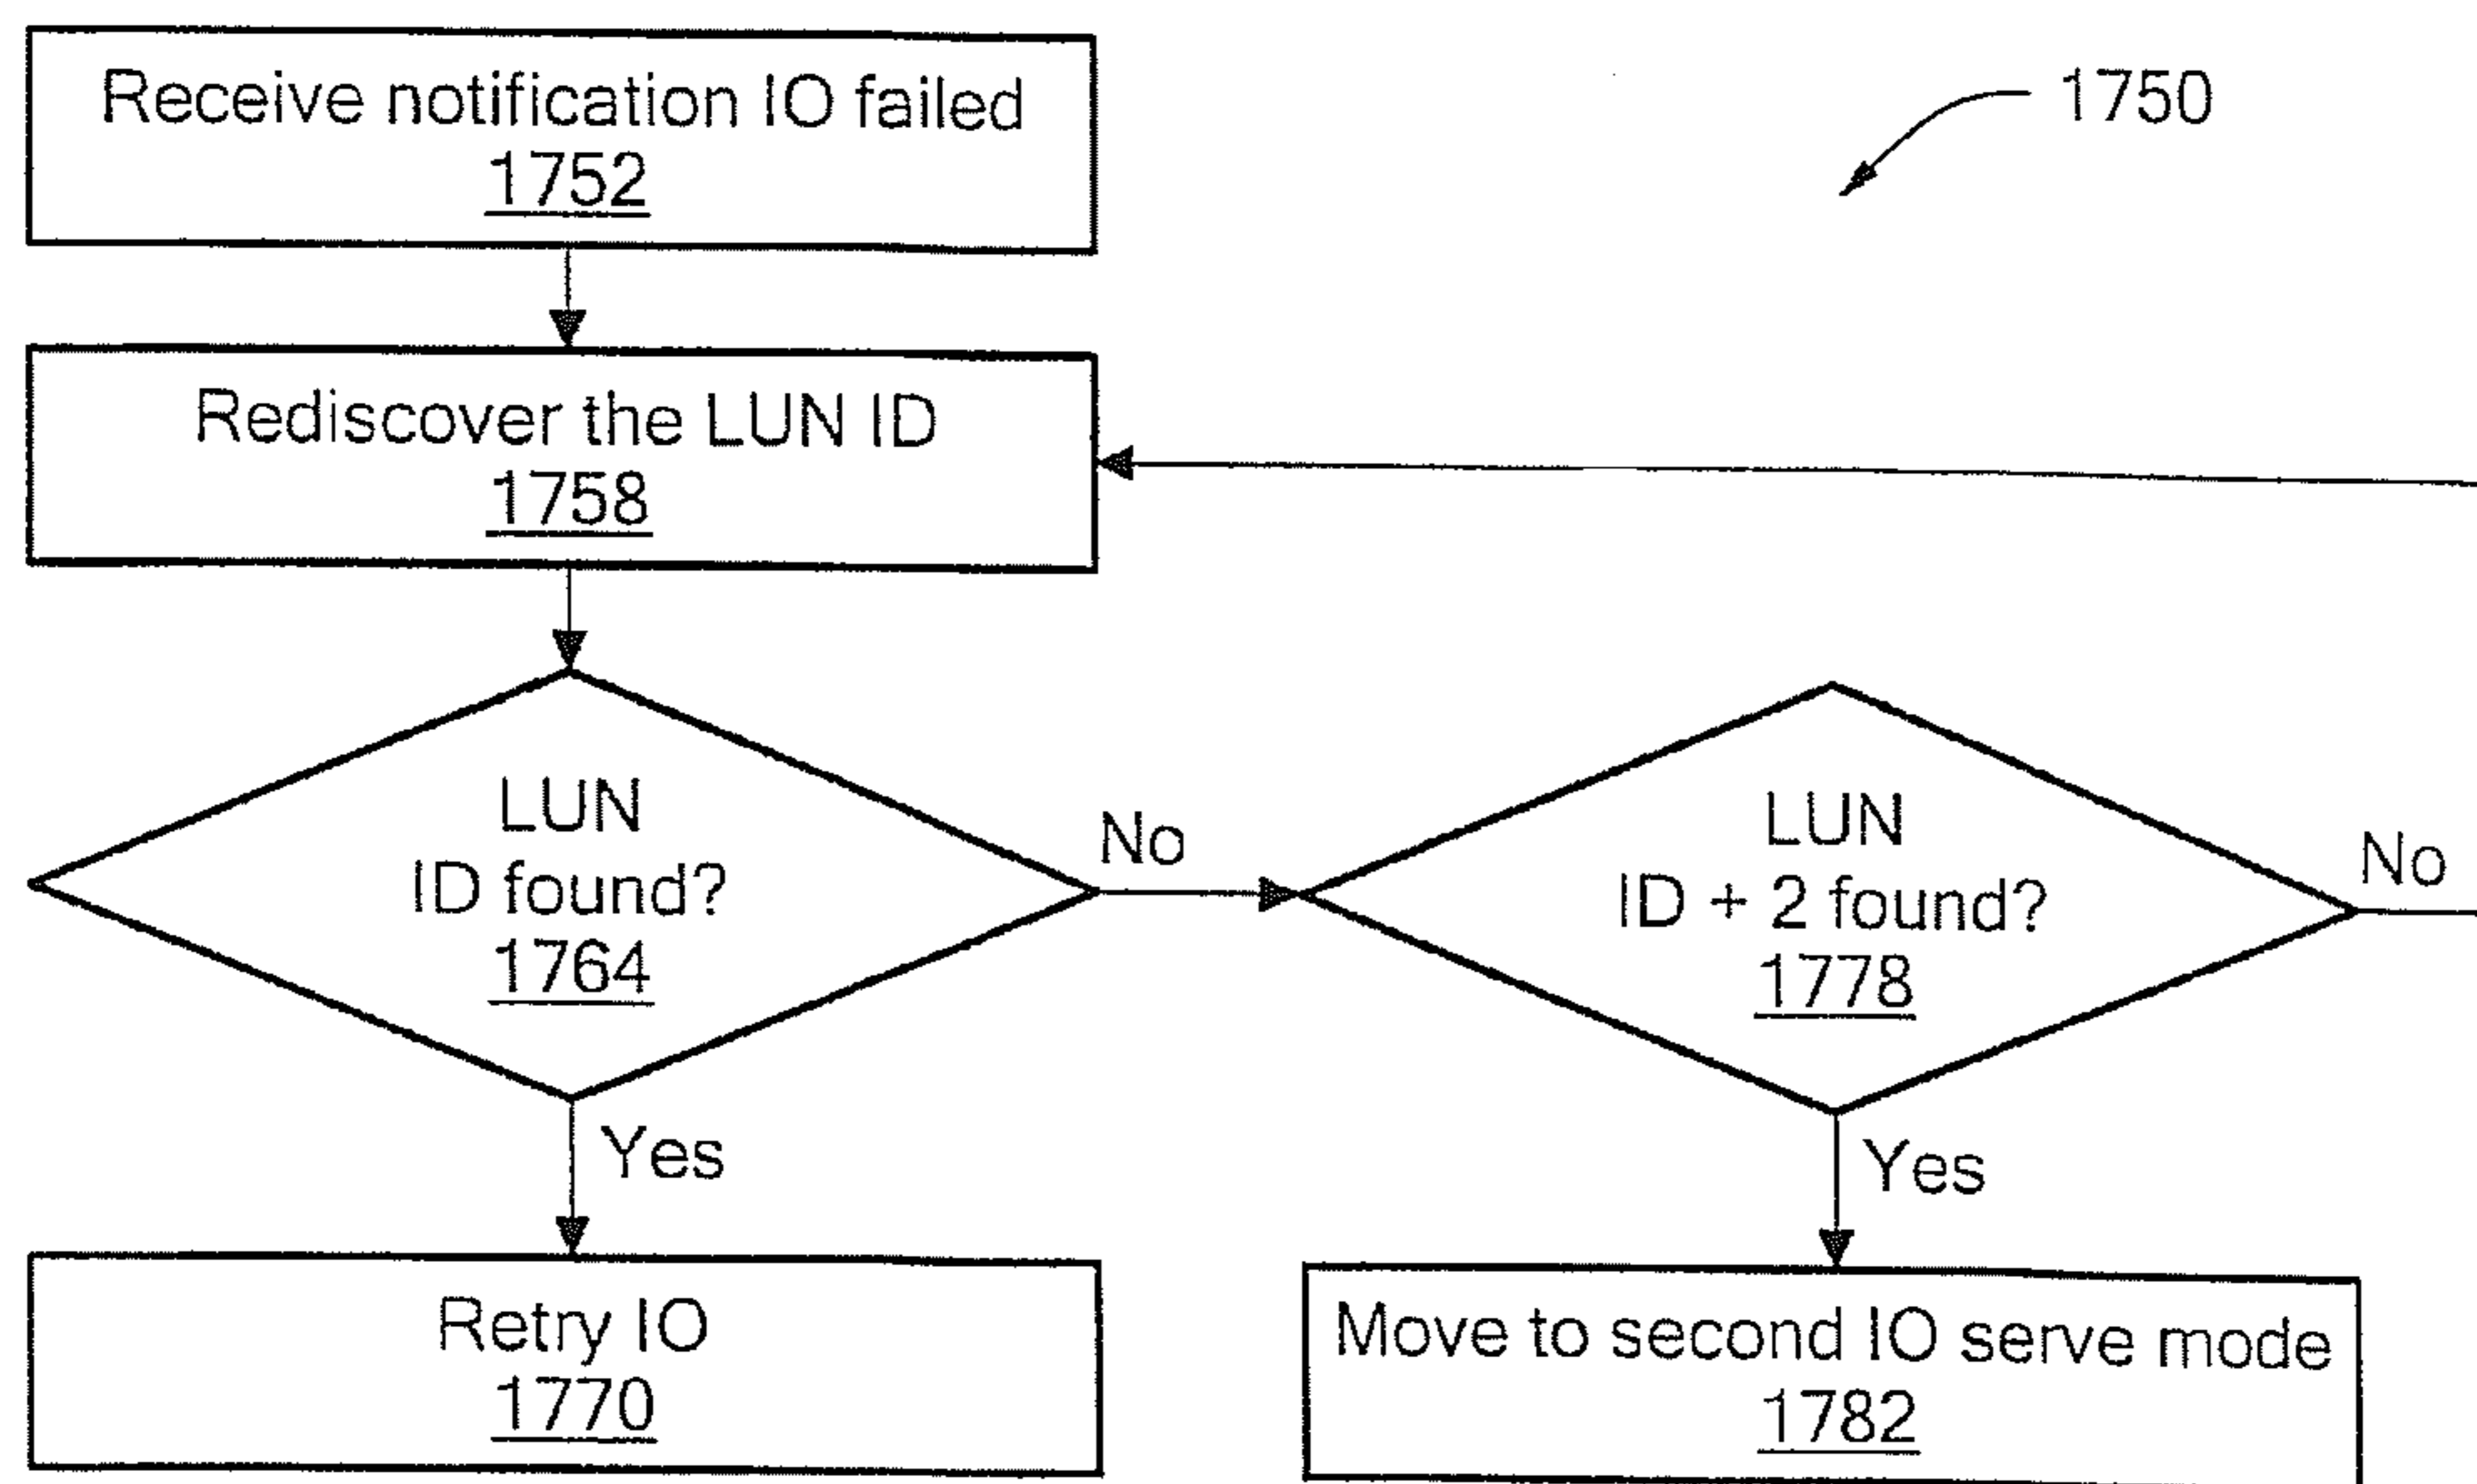 Receive notification IO failed
1752
1750
Rediscover the LUN ID
1758
LUN
ID found?
1764
No
LUN
ID + 2 found?
1778
No
Yes
Yes
Retry IO
1770
Move to second IO serve mode
1782